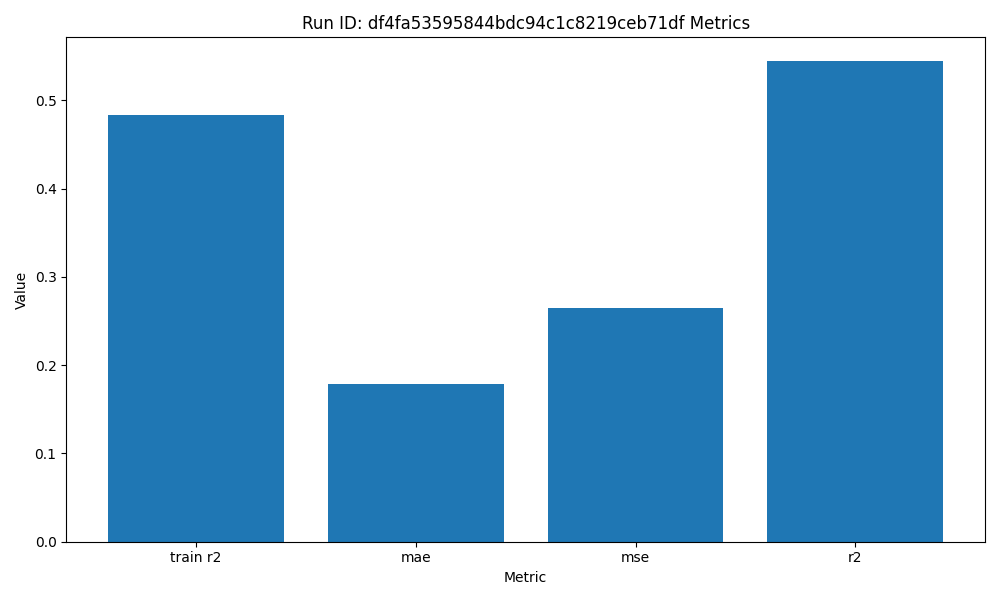 Run ID: df4fa53595844bdc94c1c8219ceb71df Metrics
Value
0.5
0.4
0.3
0.2
0.1
0.0
train r2
mae
mse
r2
Metric